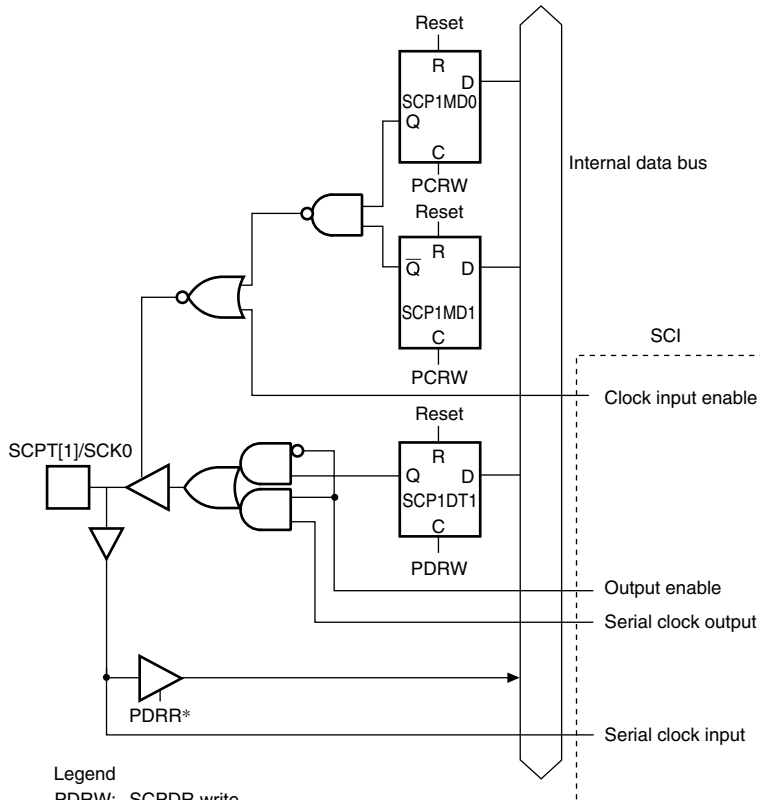 Reset
R
D
SCP1MD0
Q
C
PCRW
Internal data bus
Reset
R
Q D
SCP1MD1
C
PCRW
SCI
Clock input enable
Reset
SCPT[1]/SCK0
R
Q D
SCP1DT1
C
PDRW
Output enable
Serial clock output
PDRR*
Serial clock input
Legend
PDRW: SCPDR write